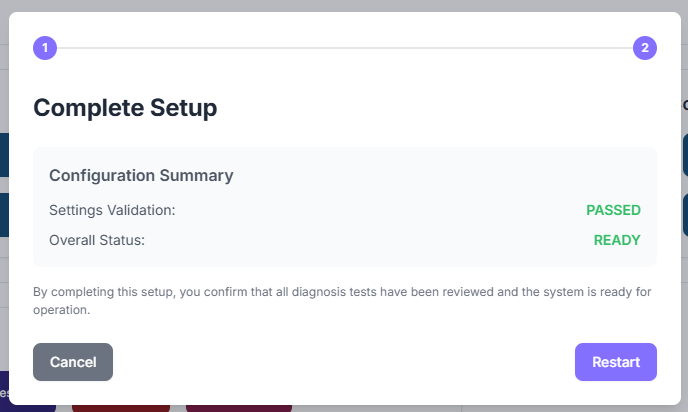 1
2
Complete Setup
Configuration Summary
Settings Validation: PASSED
Overall Status: READY
By completing this setup, you confirm that all diagnosis tests have been reviewed and the system is ready for
operation.
Cancel
Restart